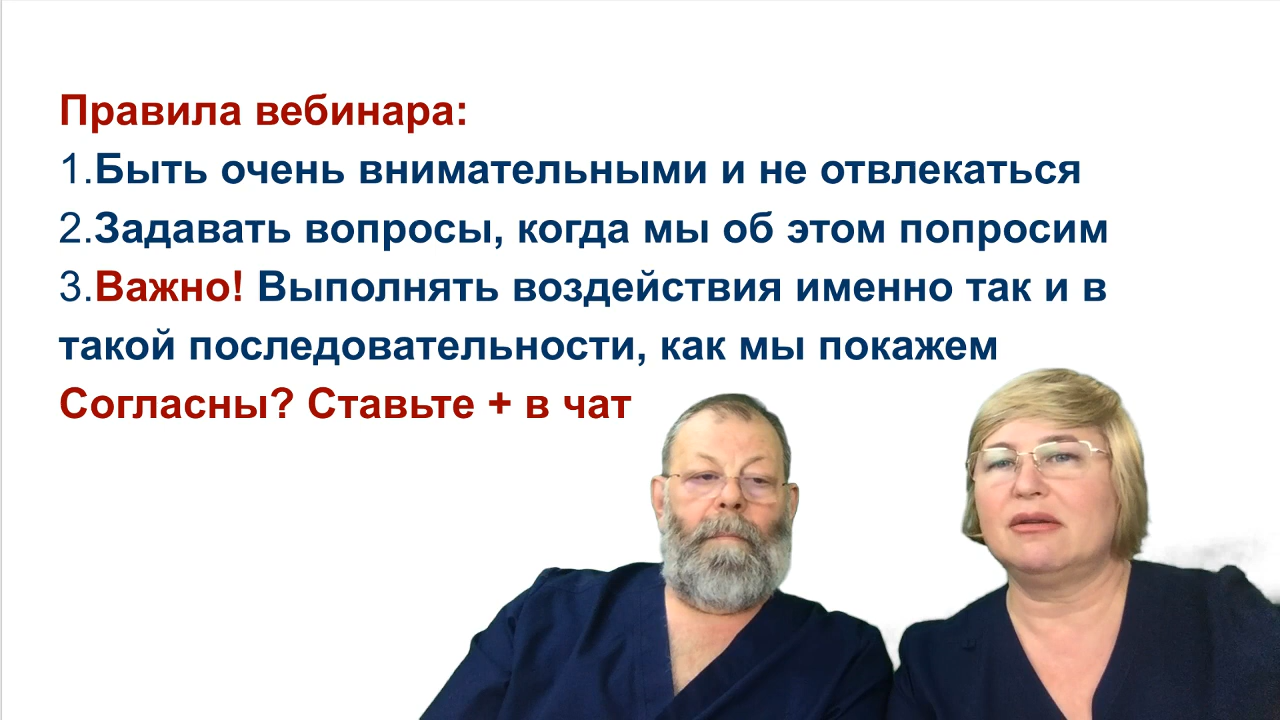 Правила вебинара:
1.Быть очень внимательными и не отвлекаться
2.Задавать вопросы, когда мы об этом попросим
3.Важно! Выполнять воздействия именно так и в
такой последовательности, как мы покажем
Согласны? Ставьте + в чат